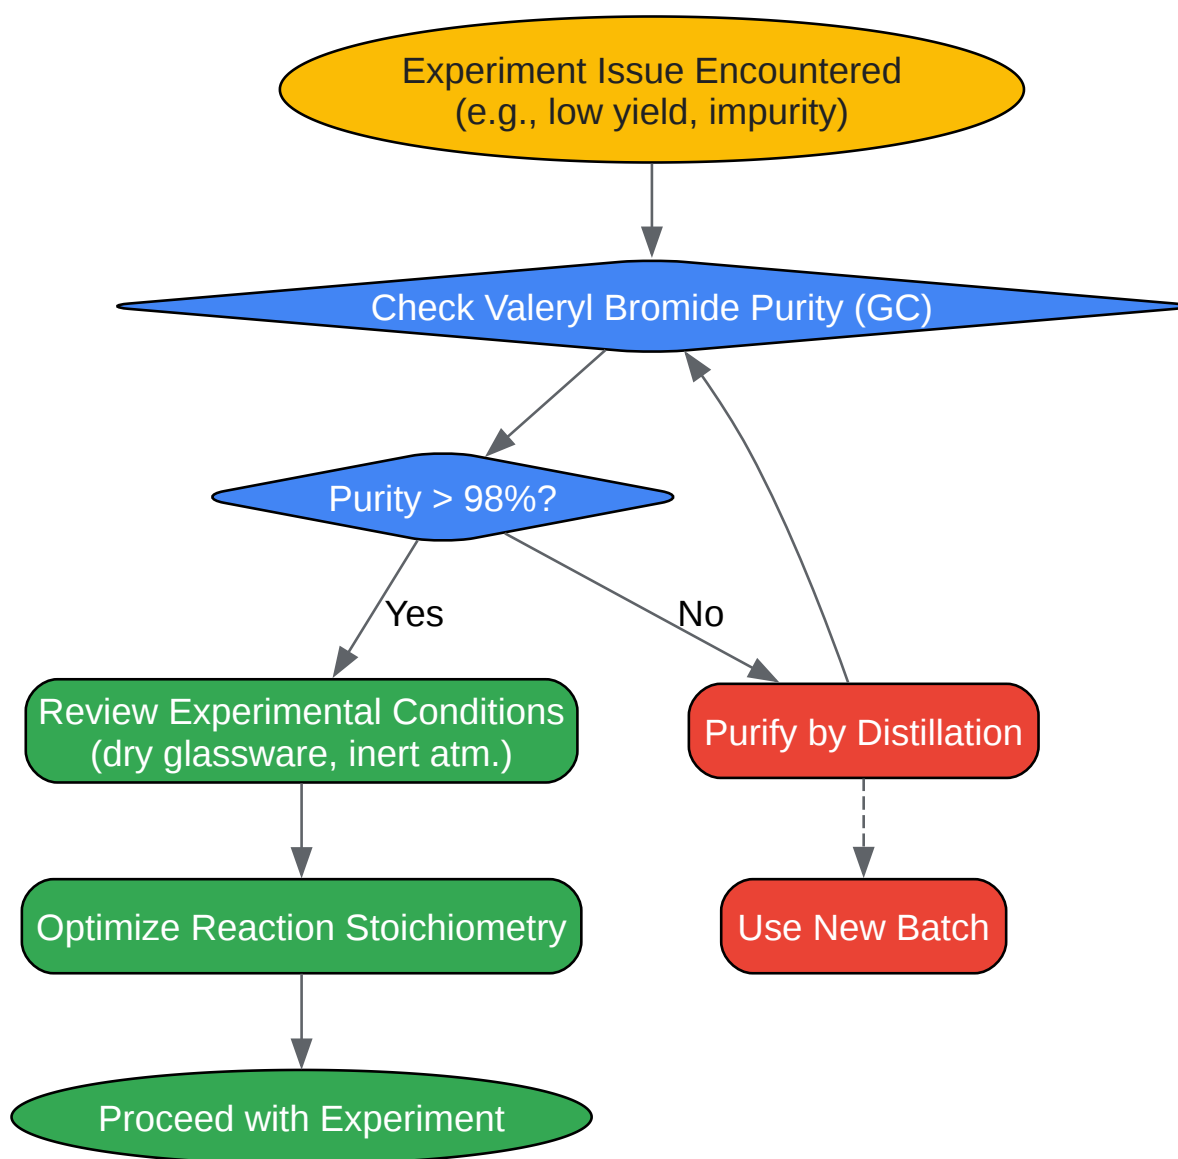 Experiment Issue Encountered
(e.g., low yield, impurity)
Check Valeryl Bromide Purity (GC)
Purity > 98%?
Yes
No
Review Experimental Conditions
(dry glassware, inert atm.)
Purify by Distillation
Optimize Reaction Stoichiometry
Use New Batch
Proceed with Experiment